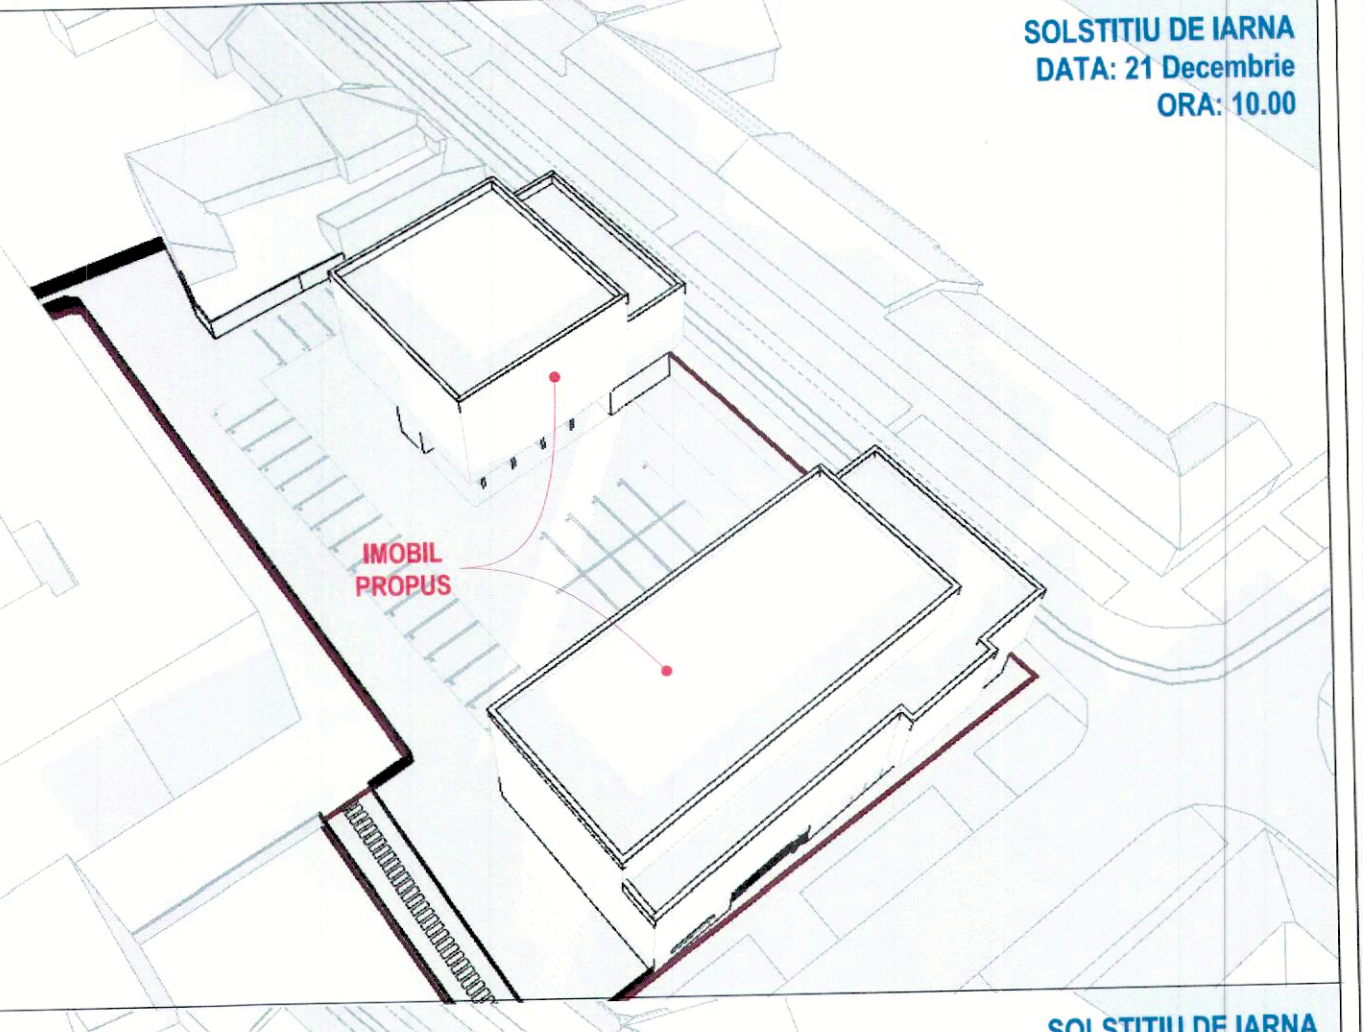 SOLSTITIU DE IARNA
DATA: 21 Decembrie
ORA: 10.00
IMOBIL
PROPUS
SOLSTITIU DE IARNA